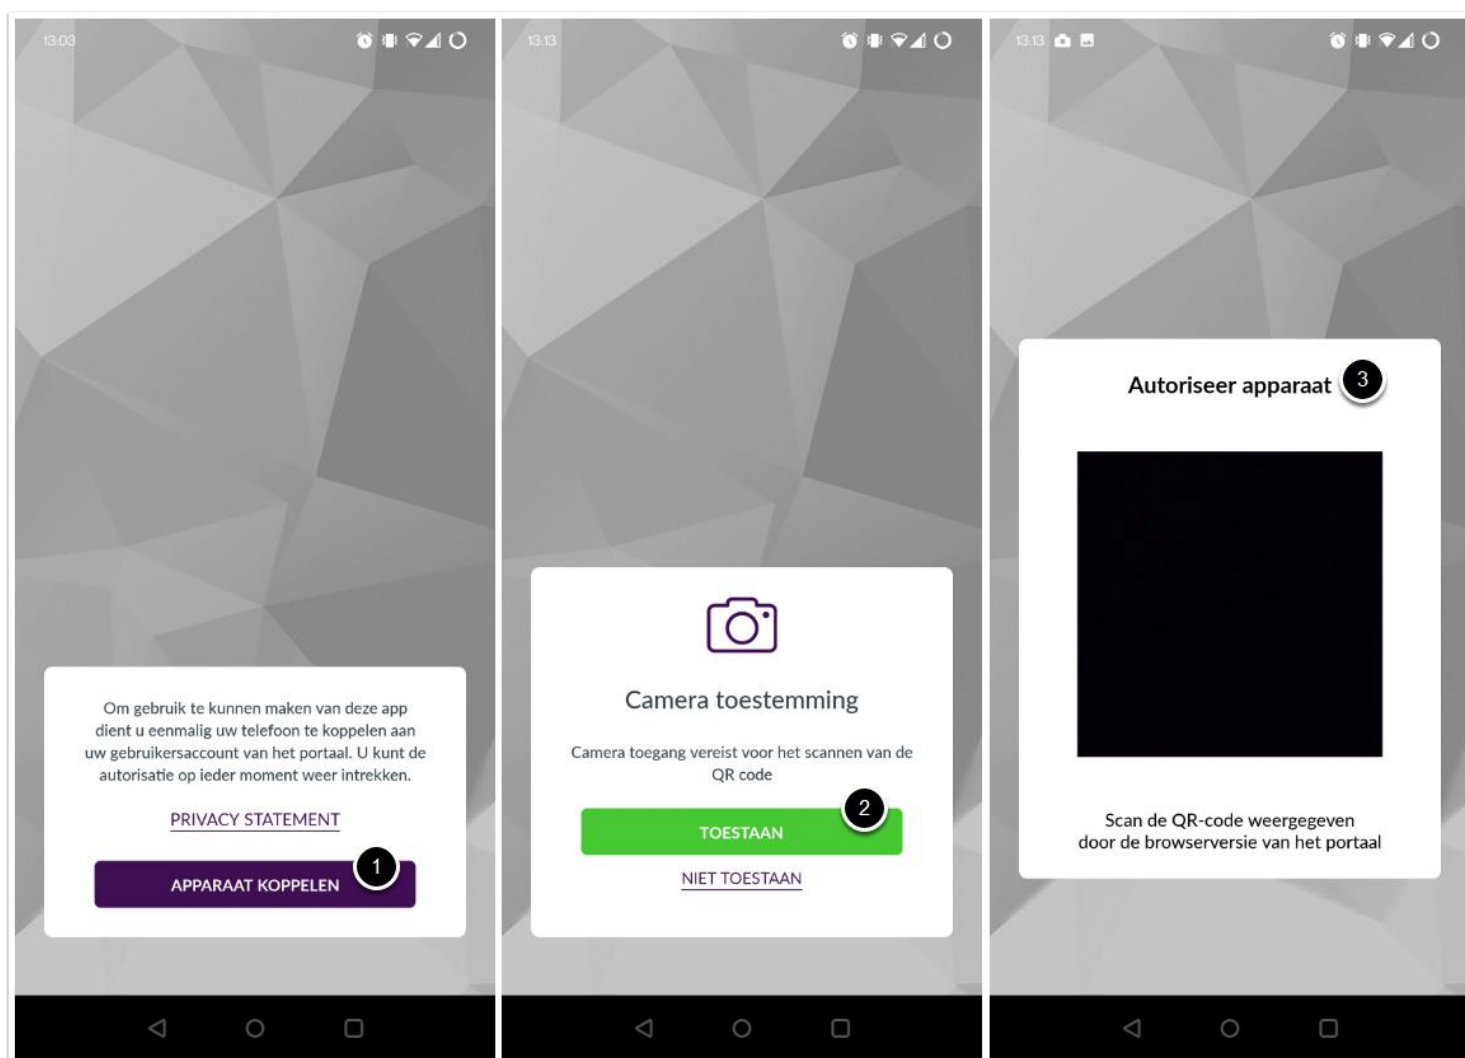 13:03
Om gebruik te kunnen maken van deze app
dient u eenmalig uw telefoon te koppelen aan
uw gebruikersaccount van het portaal. U kunt de
autorisatie op ieder moment weer intrekken.
PRIVACY STATEMENT
APPARAAT KOPPELEN
1
13:13
Camera toestemming
Camera toegang vereist voor het scannen van de
QR code
TOESTAAN
2
NIET TOESTAAN
13:13
Autoriseer apparaat
3
Scan de QR-code weergegeven
door de browserversie van het portaal